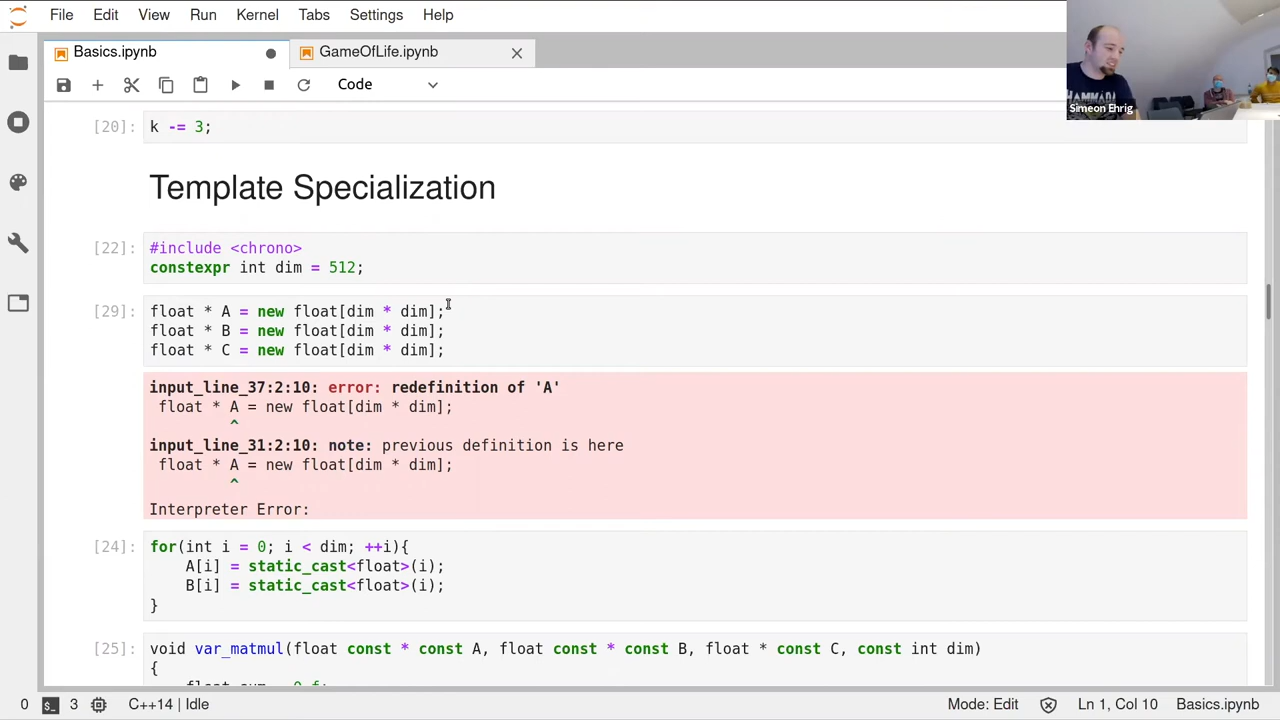 File Edit View Run Kernel Tabs Settings Help
Basics.ipynb
GameOfLife.ipynb
Code
[20]: k -= 3;
Template Specialization
[22]: #include <chrono>
constexpr int dim = 512;
[29]: float * A = new float[dim * dim];
float * B = new float[dim * dim];
float * C = new float[dim * dim];
input_line_37:2:10: error: redefinition of 'A'
float * A = new float[dim * dim];
^
input_line_31:2:10: note: previous definition is here
float * A = new float[dim * dim];
^
Interpreter Error:
[24]: for(int i = 0; i < dim; ++i){
A[i] = static_cast<float>(i);
B[i] = static_cast<float>(i);
}
[25]: void var_matmul(float const * const A, float const * const B, float * const C, const int dim)
{
float sum = 0.f;
0 $_ 3 C++14 | Idle Mode: Edit Ln 1, Col 10 Basics.ipynb
Simeon Ehrig